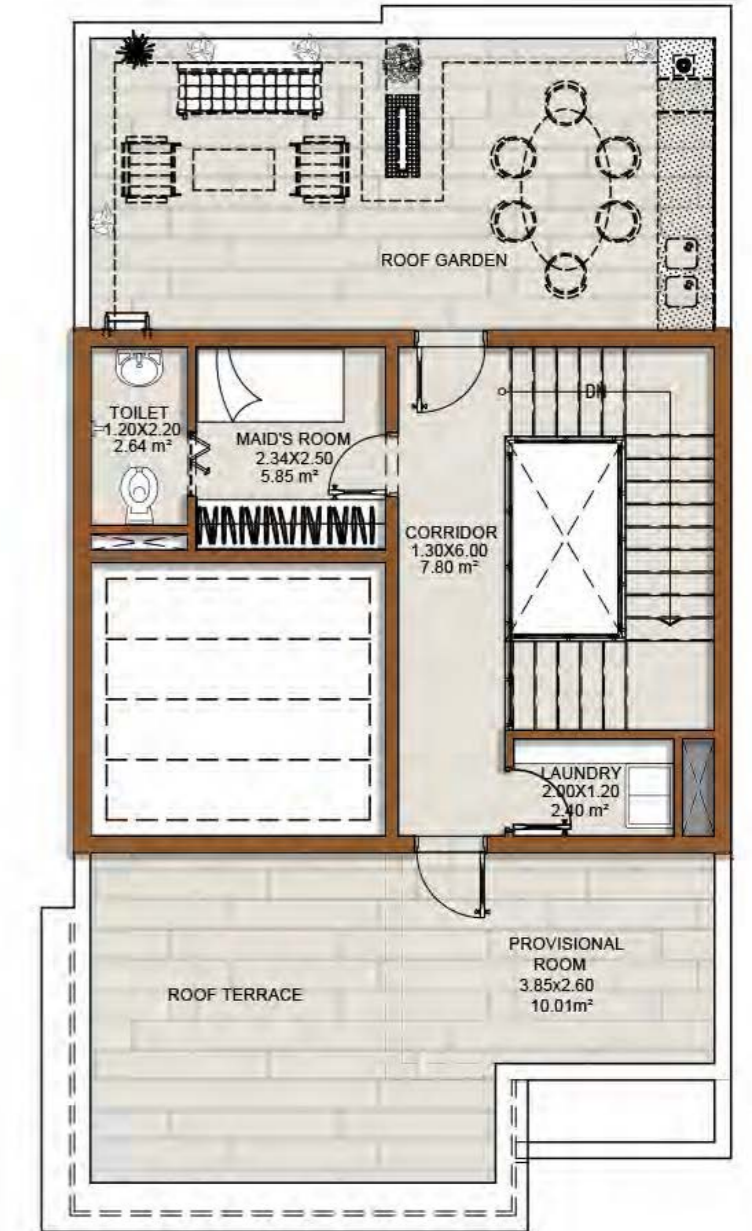 ROOF GARDEN
DN
TOILET
1.20X2.20
2.64 m²
MAID'S ROOM
2.34X2.50
5.85 m²
CORRIDOR
1.30X6.00
7.80 m²
LAUNDRY
2.00X1.20
2.40 m²
PROVISIONAL
ROOM
3.85x2.60
10.01m²
ROOF TERRACE